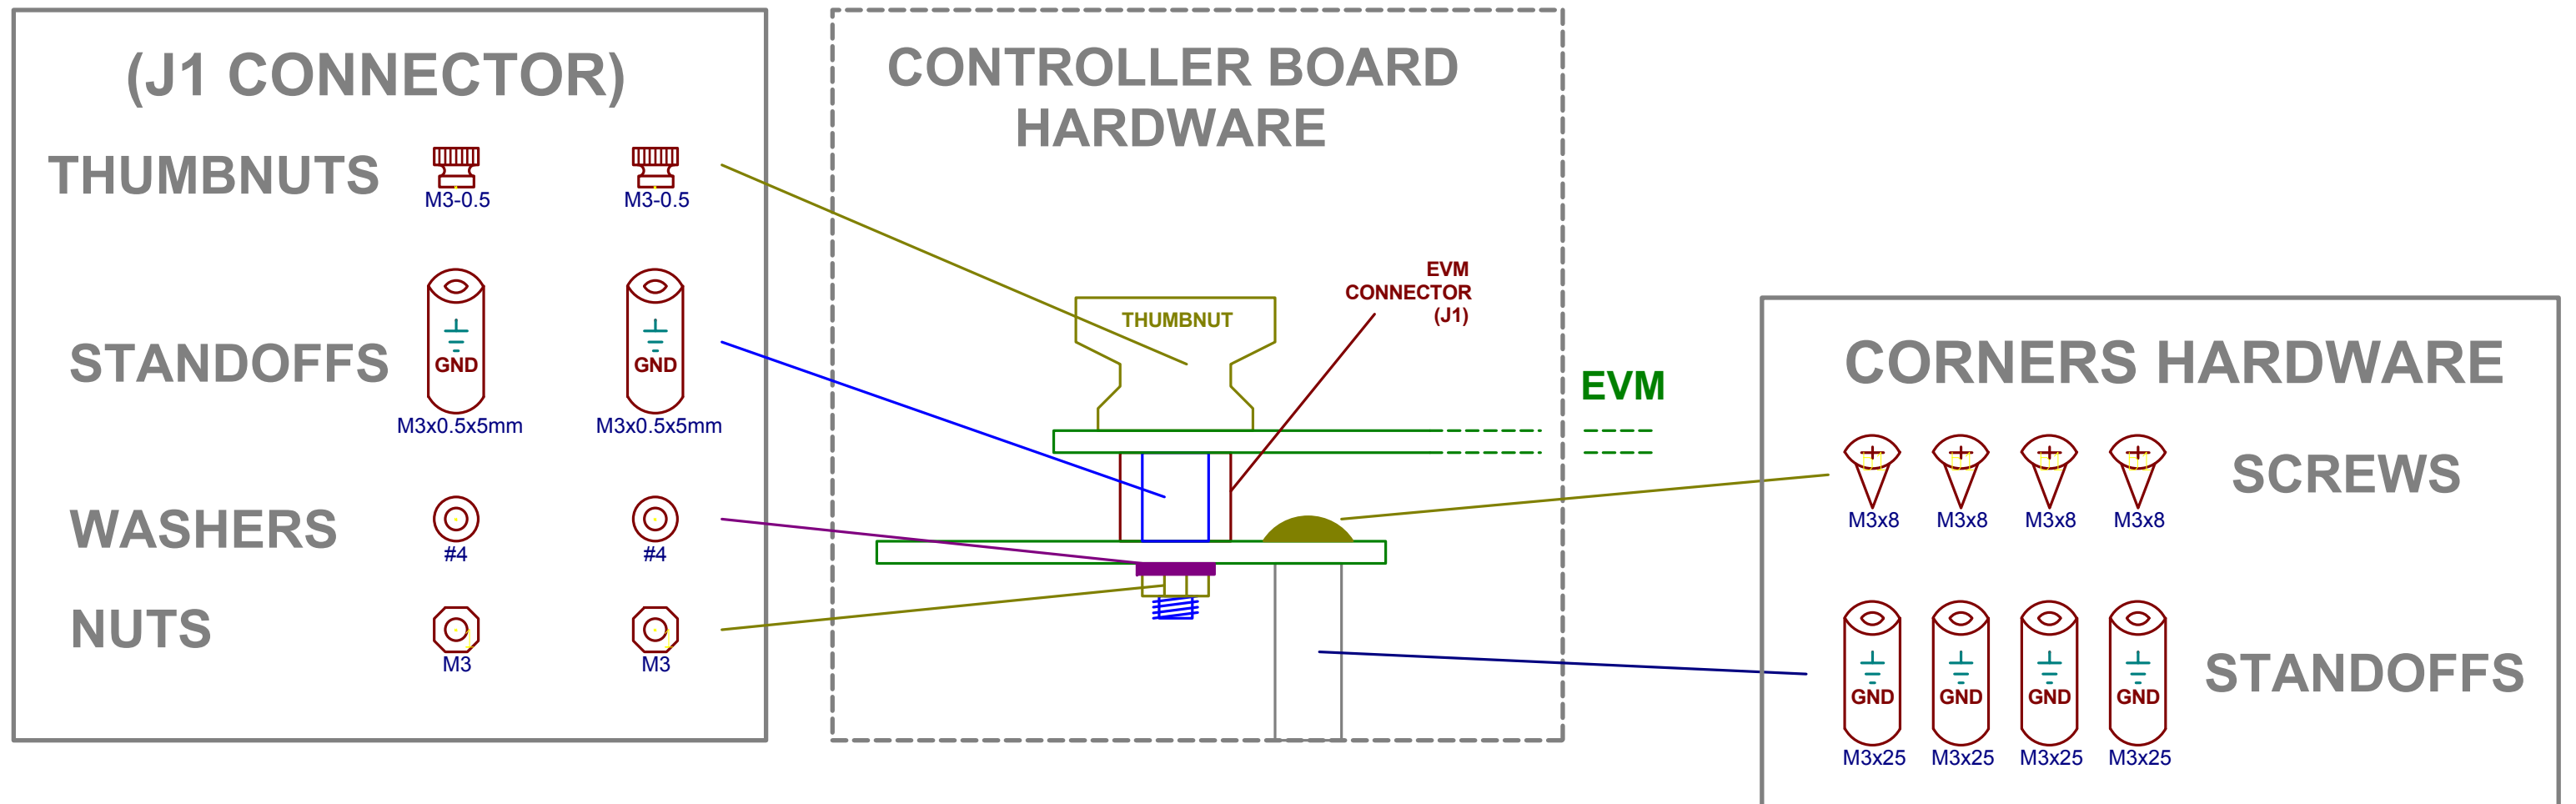 (J1 CONNECTOR)
THUMBNUTS
M3-0.5
M3-0.5
STANDOFFS
GND
GND
M3x0.5x5mm
M3x0.5x5mm
WASHERS
#4
#4
NUTS
M3
M3
CONTROLLER BOARD
HARDWARE
EVM
CONNECTOR
(J1)
THUMBNUT
EVM
CORNERS HARDWARE
SCREWS
M3x8
M3x8
M3x8
M3x8
STANDOFFS
GND
GND
GND
GND
M3x25
M3x25
M3x25
M3x25